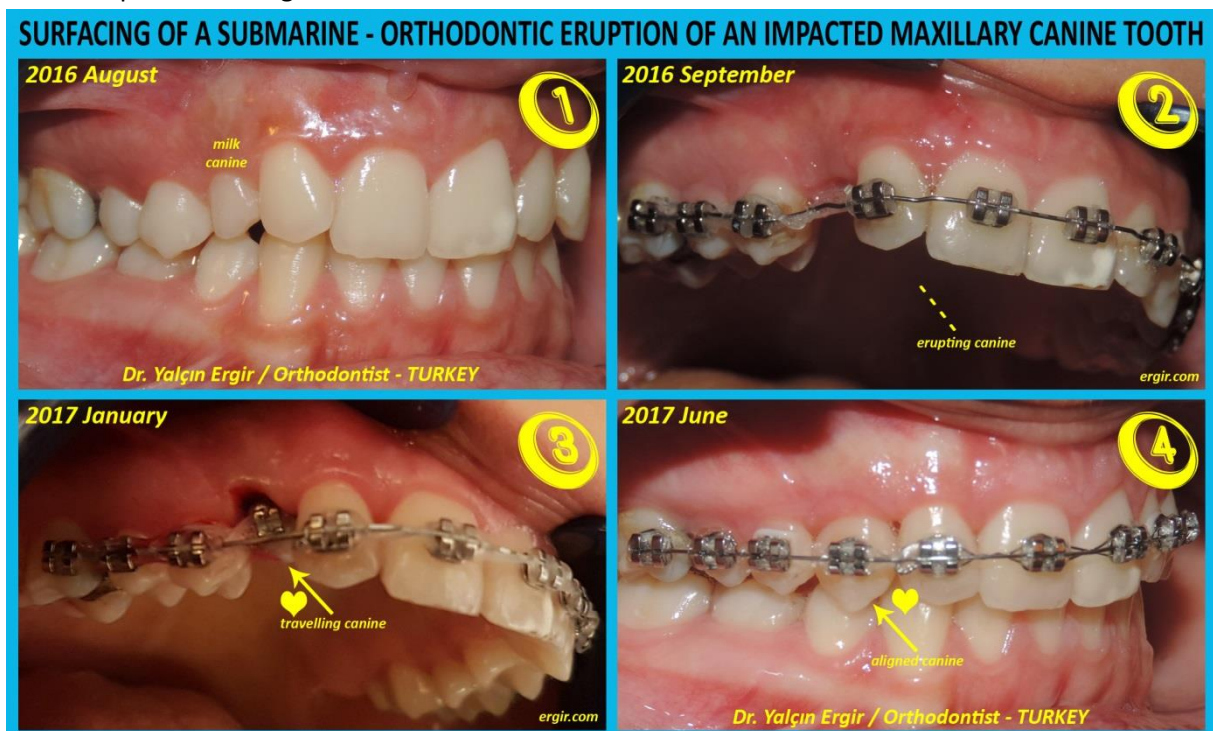 SURFACING OF A SUBMARINE - ORTHODONTIC ERUPTION OF AN IMPACTED MAXILLARY CANINE TOOTH
2016 August
1
milk
canine
Dr. Yalçın Ergir / Orthodontist - TURKEY
2016 September
2
erupting canine
ergir.com
2017 January
3
travelling canine
ergir.com
2017 June
4
aligned canine
Dr. Yalçın Ergir / Orthodontist - TURKEY